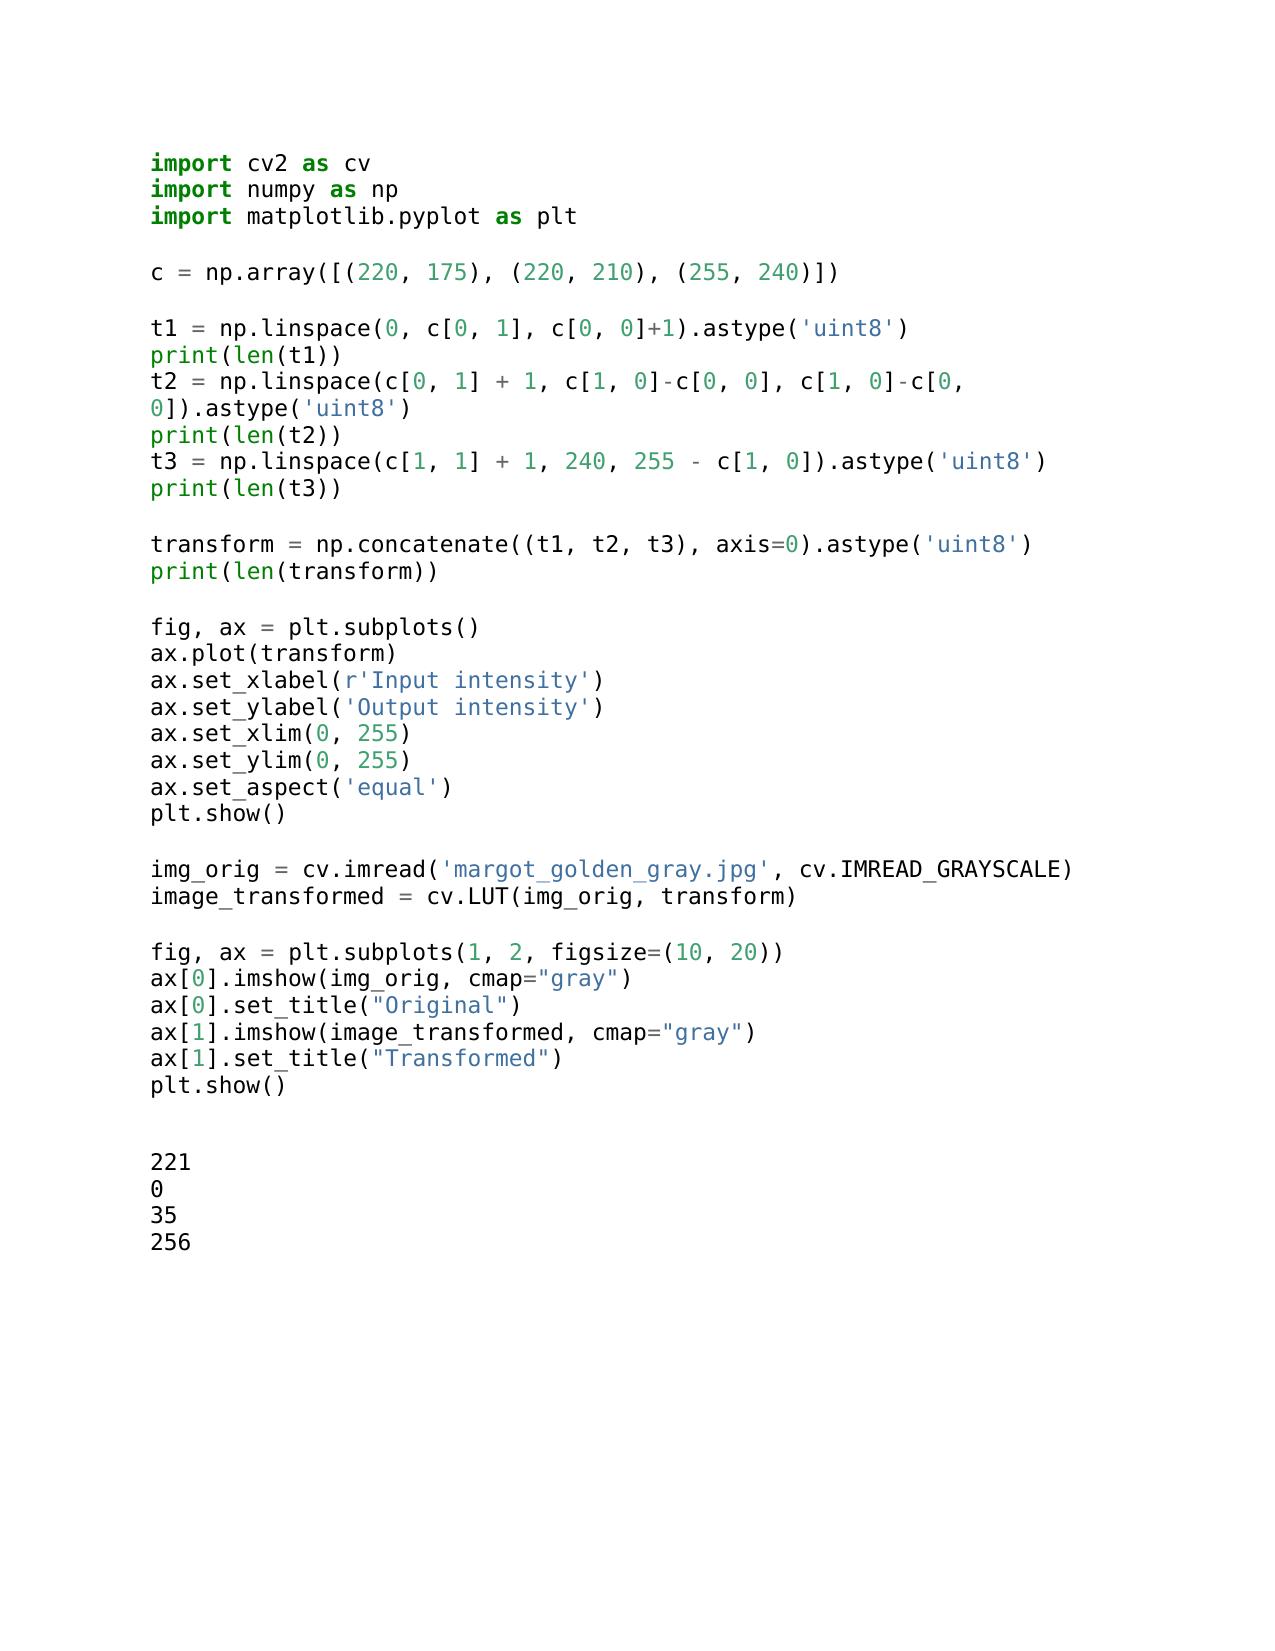 import cv2 as cv
import numpy as np
import matplotlib.pyplot as plt
c = np.array([(220, 175), (220, 210), (255, 240)])
t1 = np.linspace(0, c[0, 1], c[0, 0]+1).astype('uint8')
print(len(t1))
t2 = np.linspace(c[0, 1] + 1, c[1, 0]-c[0, 0], c[1, 0]-c[0,
0]).astype('uint8')
print(len(t2))
t3 = np.linspace(c[1, 1] + 1, 240, 255 - c[1, 0]).astype('uint8')
print(len(t3))
transform = np.concatenate((t1, t2, t3), axis=0).astype('uint8')
print(len(transform))
fig, ax = plt.subplots()
ax.plot(transform)
ax.set_xlabel(r'Input intensity')
ax.set_ylabel('Output intensity')
ax.set_xlim(0, 255)
ax.set_ylim(0, 255)
ax.set_aspect('equal')
plt.show()
img_orig = cv.imread('margot_golden_gray.jpg', cv.IMREAD_GRAYSCALE)
image_transformed = cv.LUT(img_orig, transform)
fig, ax = plt.subplots(1, 2, figsize=(10, 20))
ax[0].imshow(img_orig, cmap="gray")
ax[0].set_title("Original")
ax[1].imshow(image_transformed, cmap="gray")
ax[1].set_title("Transformed")
plt.show()
221
0
35
256